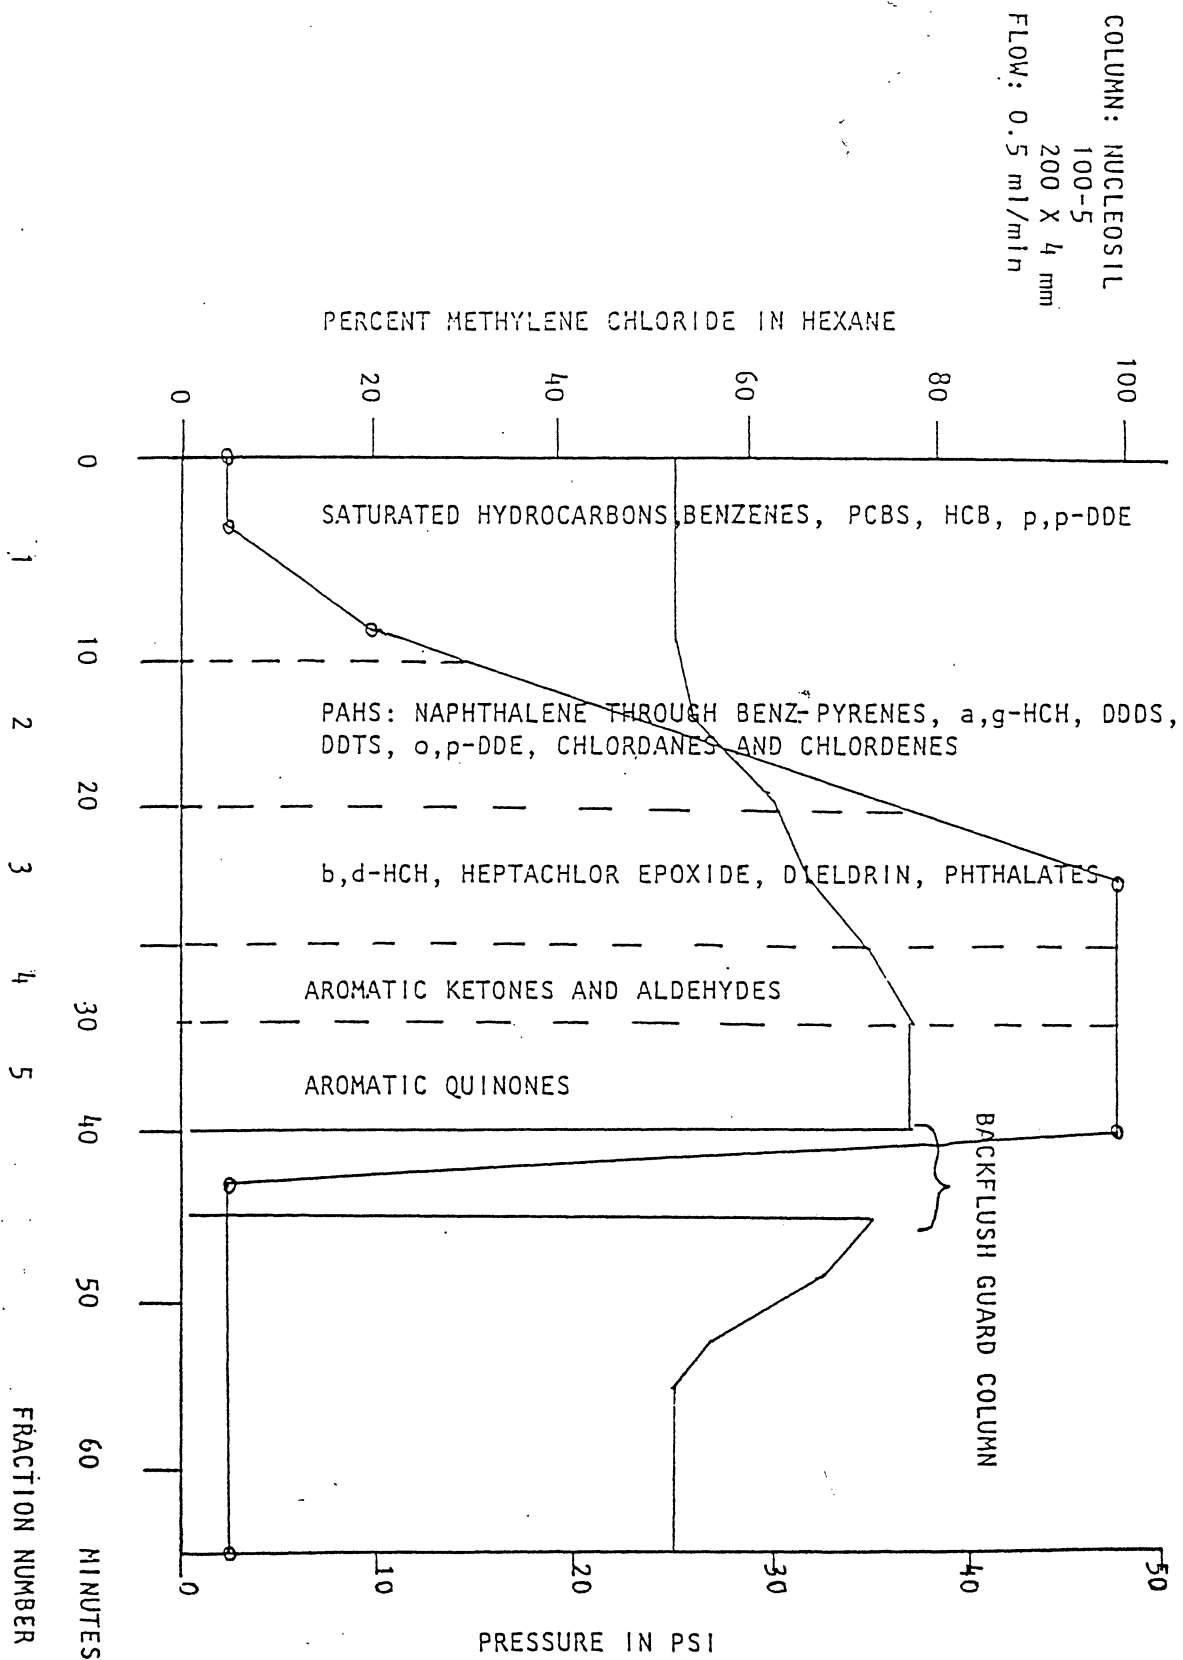 COLUMN: NUCLEOSIL
100-5
200 X 4 mm
FLOW: 0.5 ml/min
PERCENT METHYLENE CHLORIDE IN HEXANE
0
20
40
60
80
100
SATURATED HYDROCARBONS,BENZENES, PCBS, HCB, p,p-DDE
PAHS: NAPHTHALENE THROUGH BENZ-PYRENES, a,g-HCH, DDDS,
DDTS, o,p-DDE, CHLORDANES AND CHLORDENES
b,d-HCH, HEPTACHLOR EPOXIDE, DIELDRIN, PHTHALATES
AROMATIC KETONES AND ALDEHYDES
AROMATIC QUINONES
BACKFLUSH GUARD COLUMN
0 10 20 30 40 50 60 MINUTES
1 2 3 4 5 FRACTION NUMBER
0
10
20
30
40
50
PRESSURE IN PSI